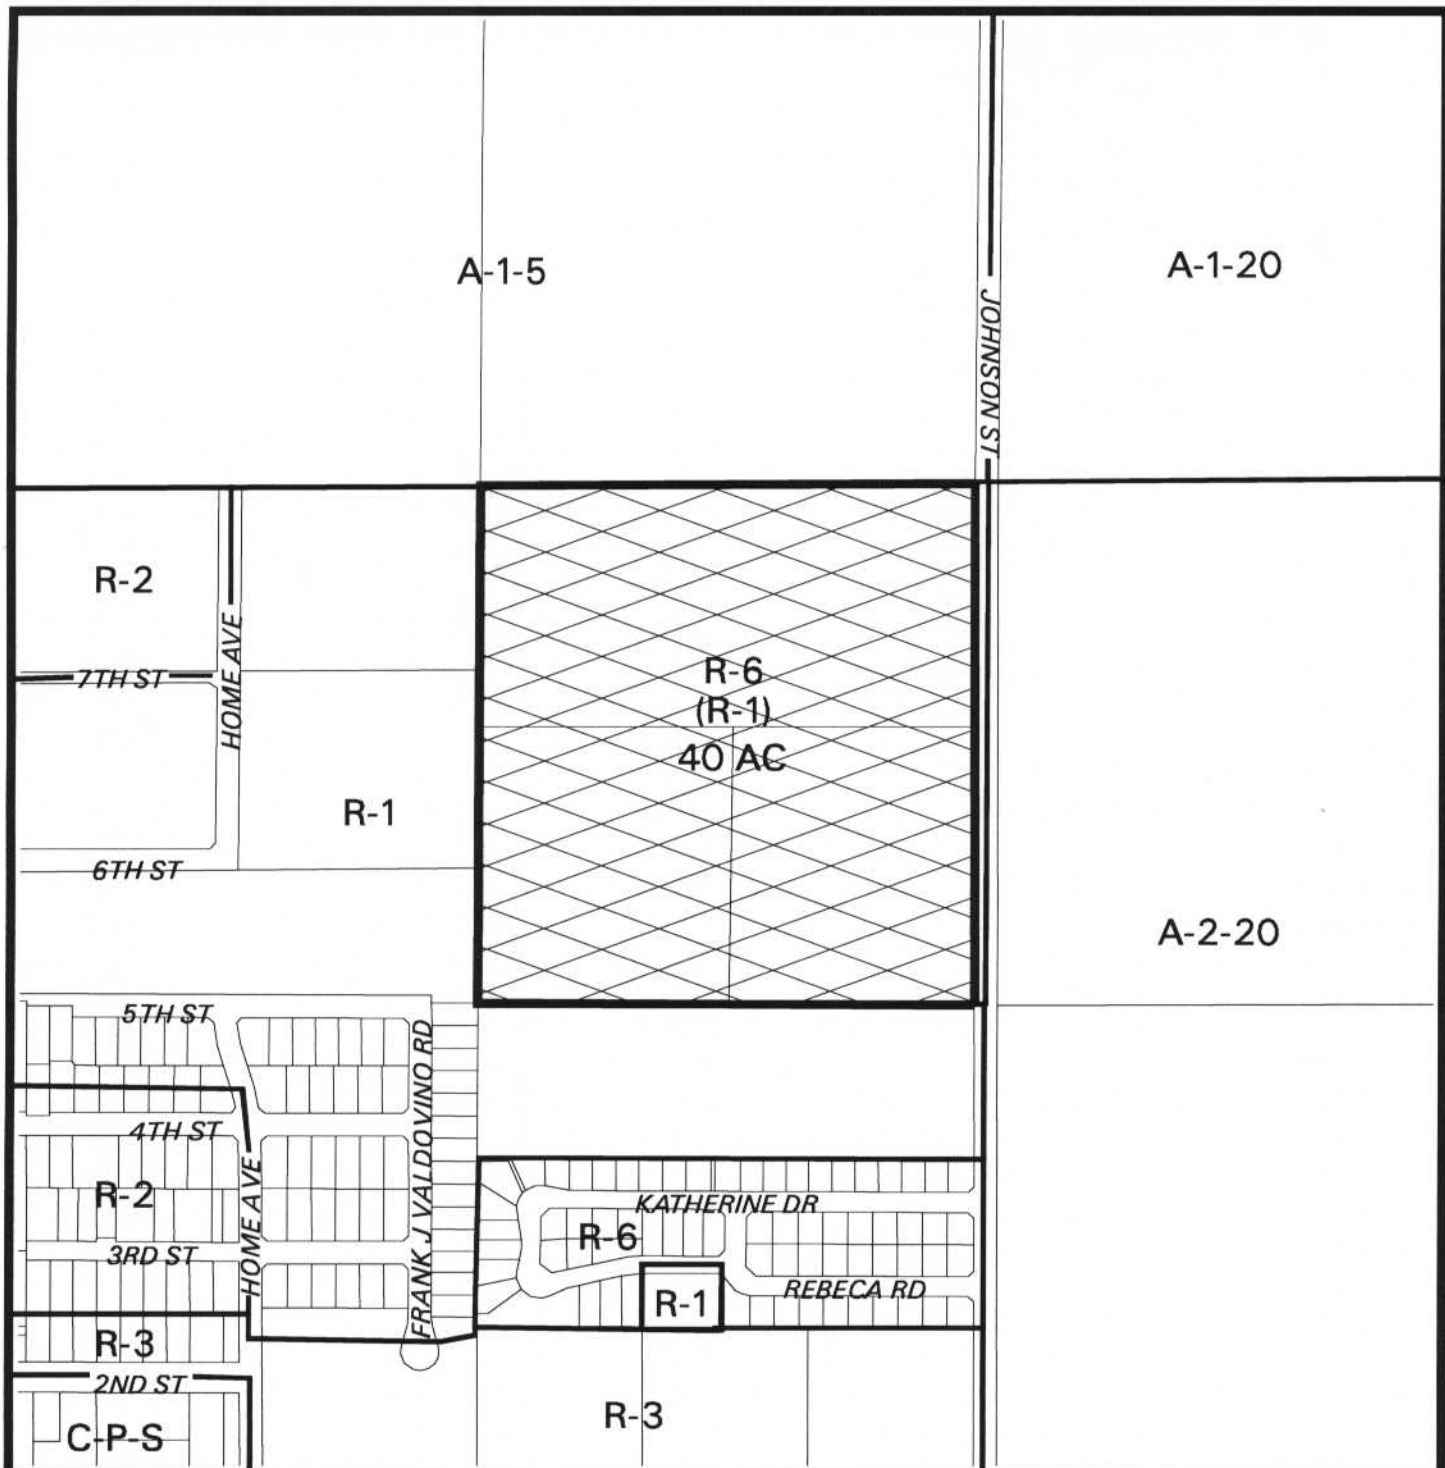 A-1-5
A-1-20
JOHNSON ST
R-2
HOME AVE
7TH ST
R-6
(R-1)
40 AC
R-1
6TH ST
A-2-20
5TH ST
FRANK J VALDOVINO RD
4TH ST
R-2
HOME AVE
3RD ST
KATHERINE DR
R-6
REBECA RD
R-1
R-3
2ND ST
R-3
C-P-S